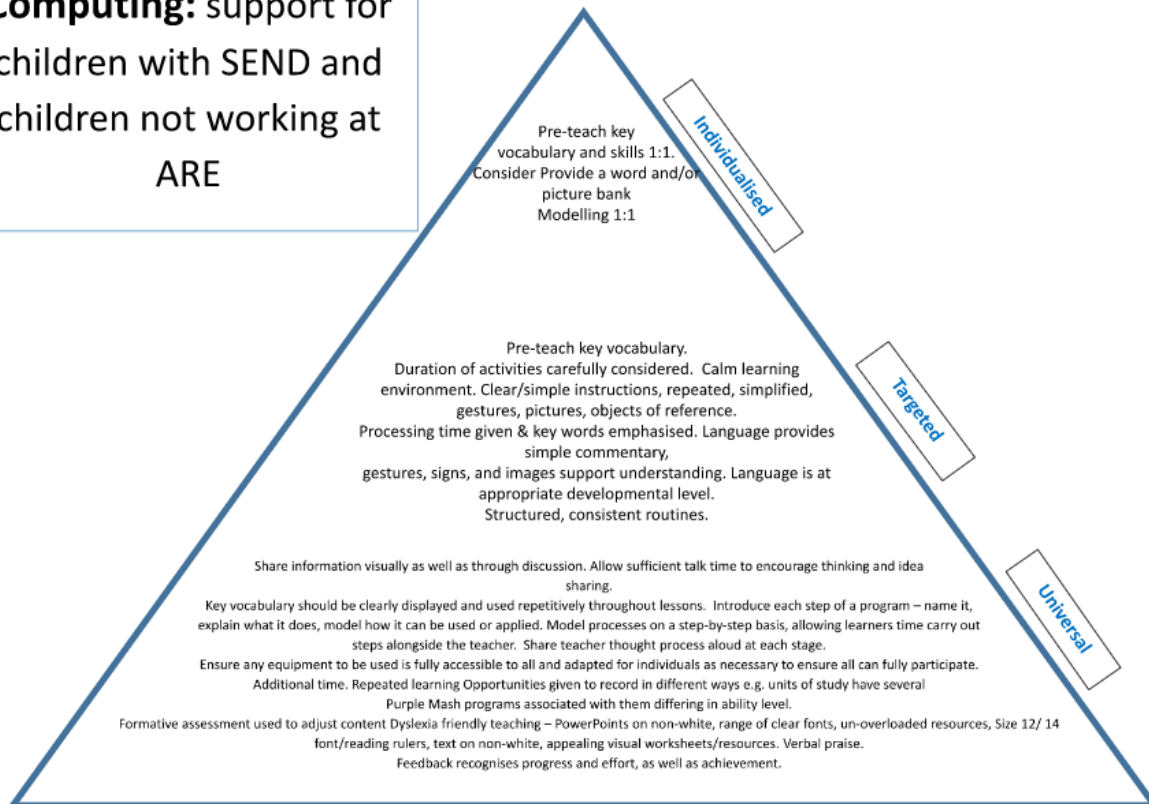 Computing: support for
children with SEND and
children not working at
ARE
Individualised
Pre-teach key
vocabulary and skills 1:1.
Consider Provide a word and/or
picture bank
Modelling 1:1
Targeted
Pre-teach key vocabulary.
Duration of activities carefully considered.  Calm learning
environment. Clear/simple instructions, repeated, simplified,
gestures, pictures, objects of reference.
Processing time given & key words emphasised. Language provides
simple commentary,
gestures, signs, and images support understanding. Language is at
appropriate developmental level.
Structured, consistent routines.
Universal
Share information visually as well as through discussion. Allow sufficient talk time to encourage thinking and idea
sharing.
Key vocabulary should be clearly displayed and used repetitively throughout lessons.  Introduce each step of a program – name it,
explain what it does, model how it can be used or applied. Model processes on a step-by-step basis, allowing learners time carry out
steps alongside the teacher.  Share teacher thought process aloud at each stage.
Ensure any equipment to be used is fully accessible to all and adapted for individuals as necessary to ensure all can fully participate.
Additional time. Repeated learning Opportunities given to record in different ways e.g. units of study have several
Purple Mash programs associated with them differing in ability level.
Formative assessment used to adjust content Dyslexia friendly teaching – PowerPoints on non-white, range of clear fonts, un-overloaded resources, Size 12/ 14
font/reading rulers, text on non-white, appealing visual worksheets/resources. Verbal praise.
Feedback recognises progress and effort, as well as achievement.